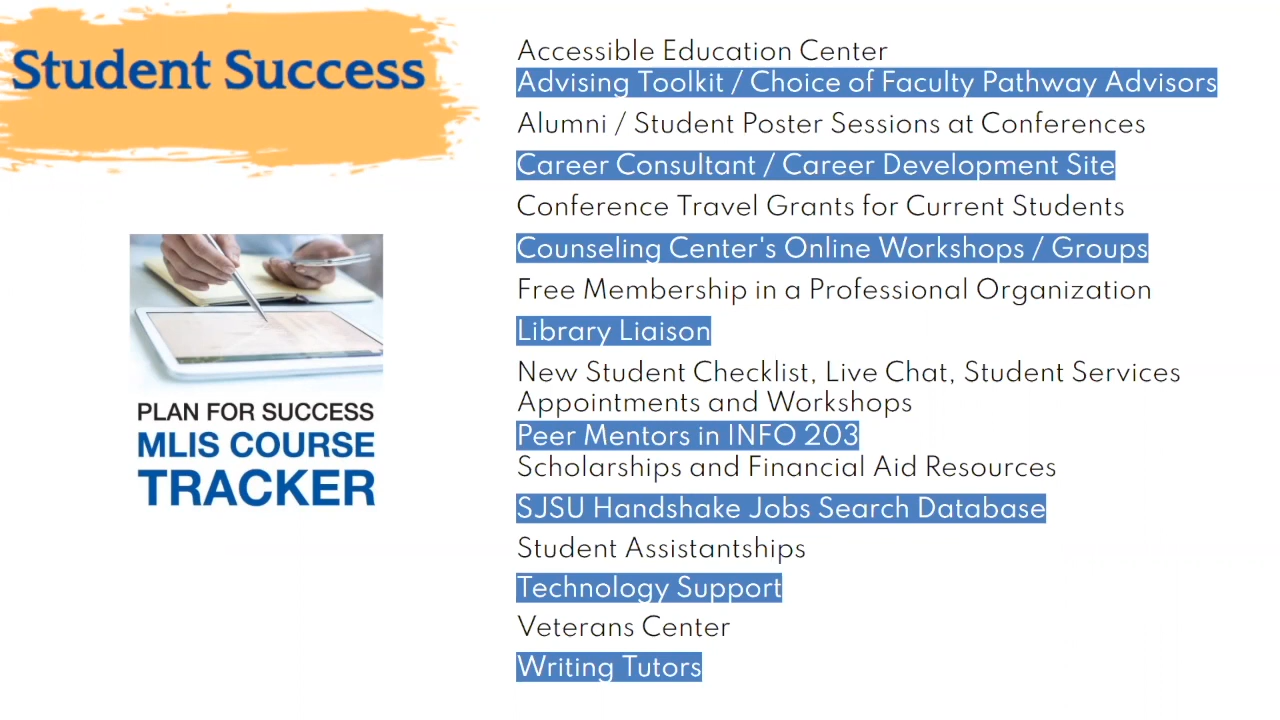 Student Success
PLAN FOR SUCCESS
MLIS COURSE
TRACKER
Accessible Education Center
Advising Toolkit / Choice of Faculty Pathway Advisors
Alumni / Student Poster Sessions at Conferences
Career Consultant / Career Development Site
Conference Travel Grants for Current Students
Counseling Center's Online Workshops / Groups
Free Membership in a Professional Organization
Library Liaison
New Student Checklist, Live Chat, Student Services
Appointments and Workshops
Peer Mentors in INFO 203
Scholarships and Financial Aid Resources
SJSU Handshake Jobs Search Database
Student Assistantships
Technology Support
Veterans Center
Writing Tutors